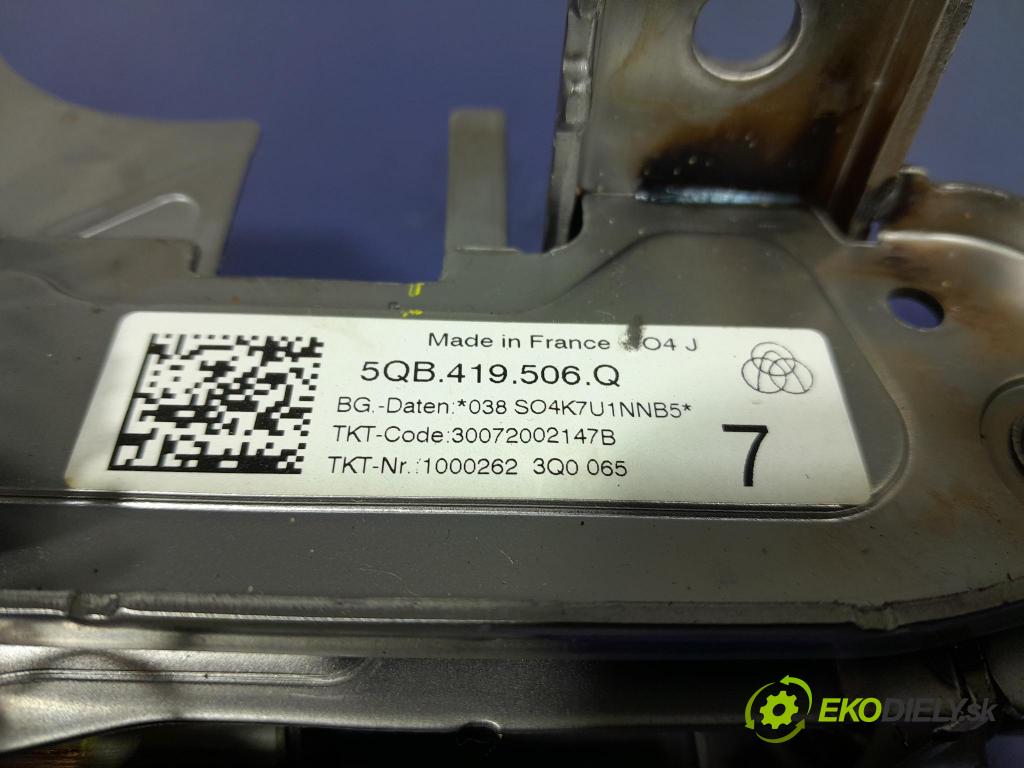 Made in France SO4 J
5QB.419.506.Q
BG.-Daten:*038 SO4K7U1NNB5*
TKT-Code:30072002147B
TKT-Nr.:1000262 3Q0 065
7
EKODIELY.sk